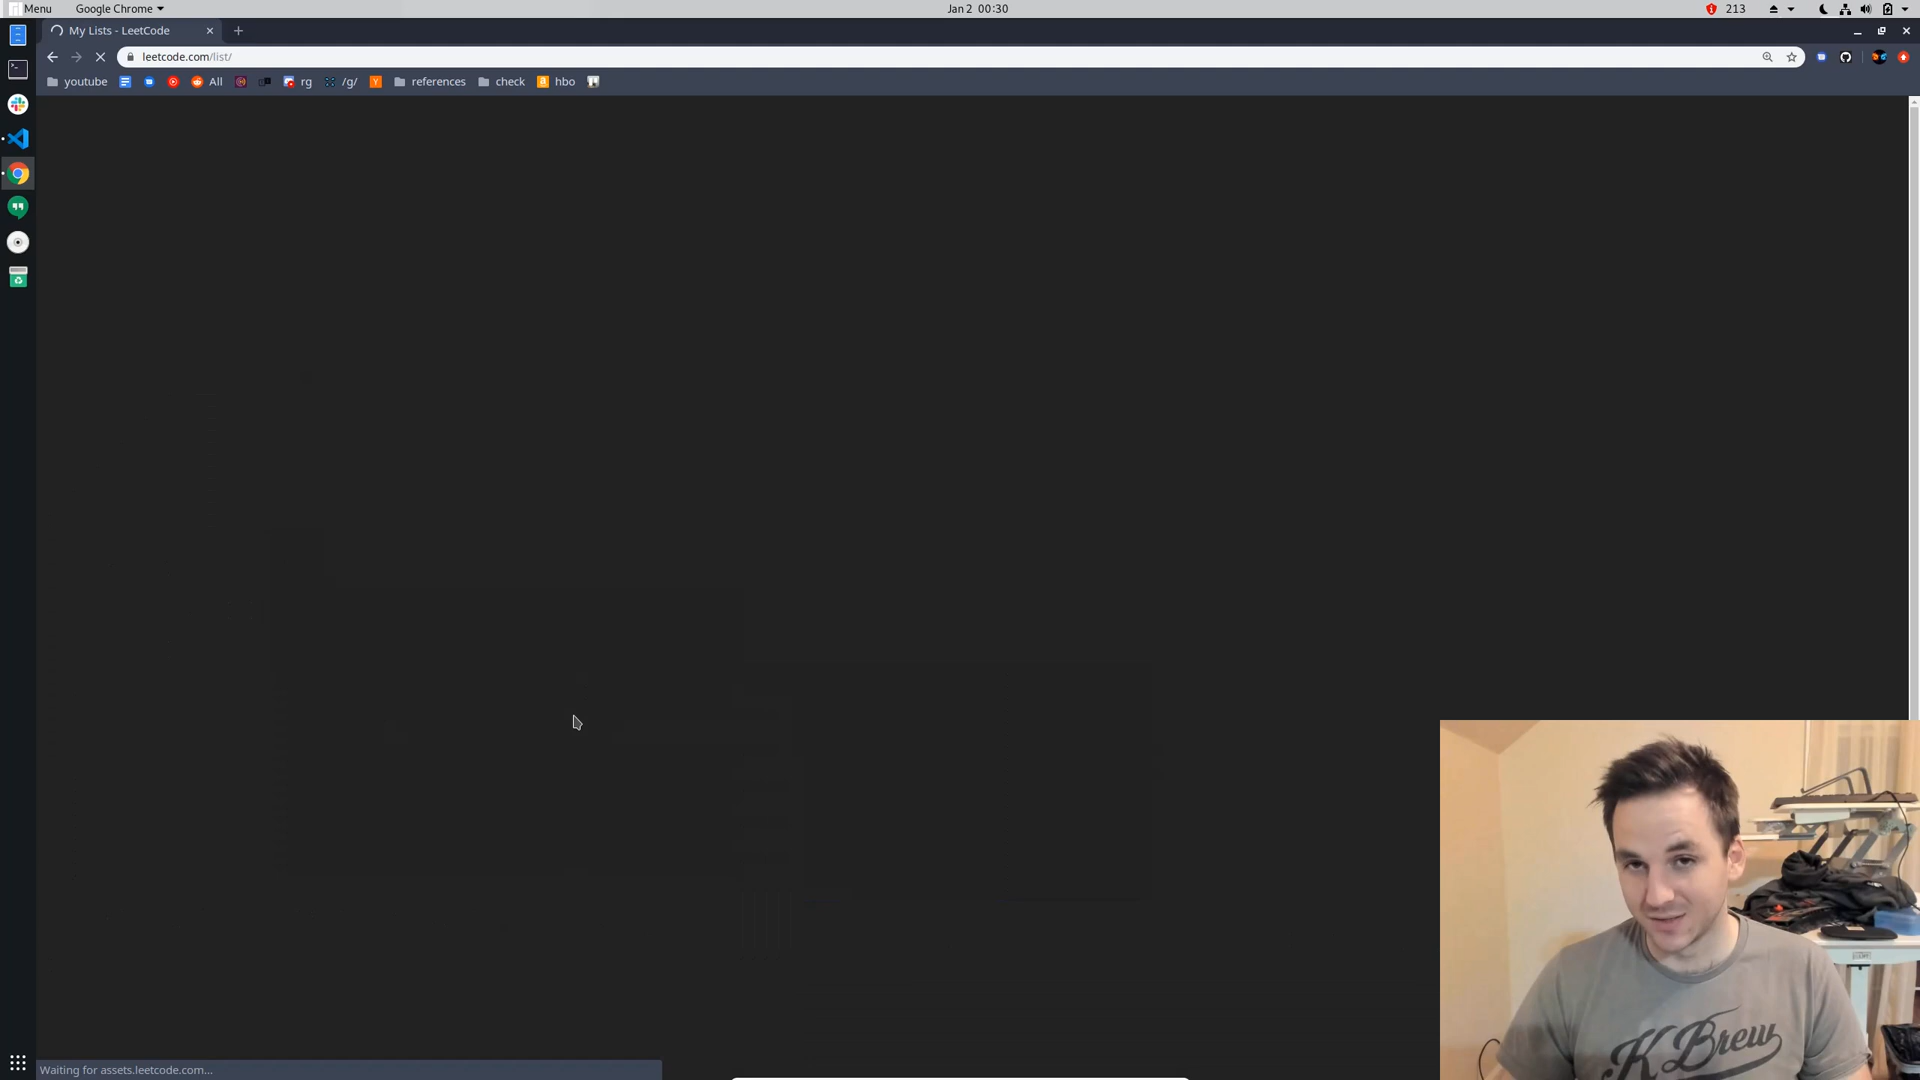 Menu Google Chrome Jan 2 00:30 213
My Lists - LeetCode
leetcode.com/list/
youtube All rg /g/ Y references check a hbo
K Brew
Waiting for assets.leetcode.com...